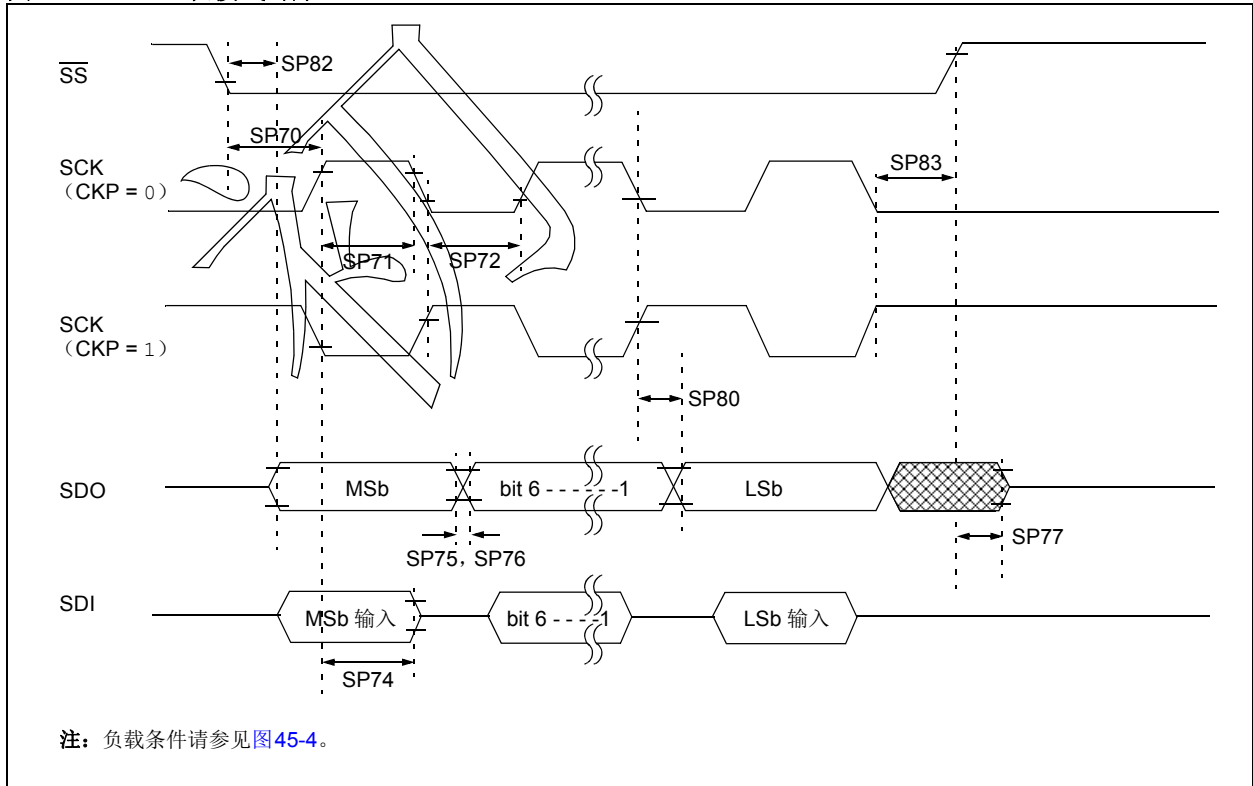 SS
SP82
SP70
SCK
（CKP = 0）
SP83
SP71
SP72
SCK
（CKP = 1）
SP80
SDO
MSb
bit 6 - - - - - -1
LSb
SP75，SP76
SP77
SDI
MSb 输入
bit 6 - - - -1
LSb 输入
SP74
注：负载条件请参见图45-4。